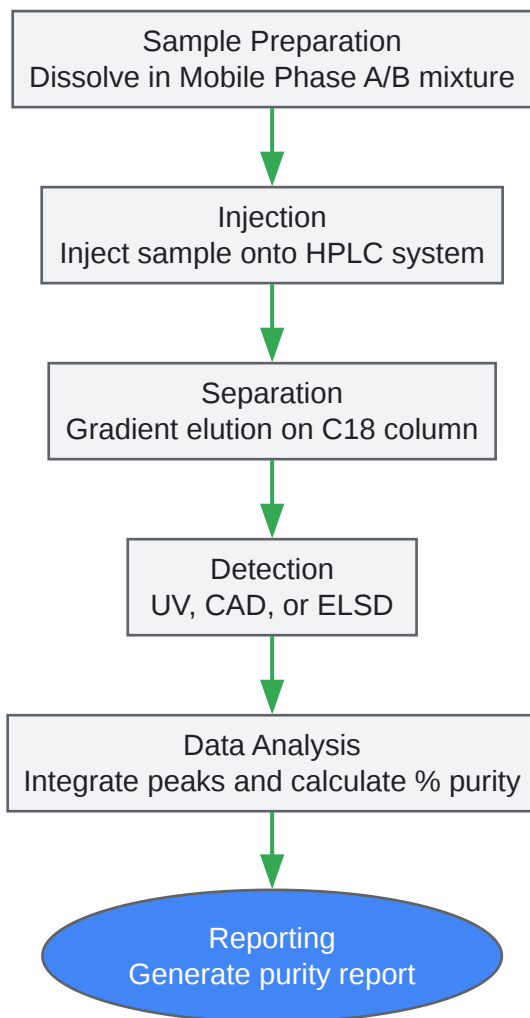 Sample Preparation
Dissolve in Mobile Phase A/B mixture
Injection
Inject sample onto HPLC system
Separation
Gradient elution on C18 column
Detection
UV, CAD, or ELSD
Data Analysis
Integrate peaks and calculate % purity
Reporting
Generate purity report